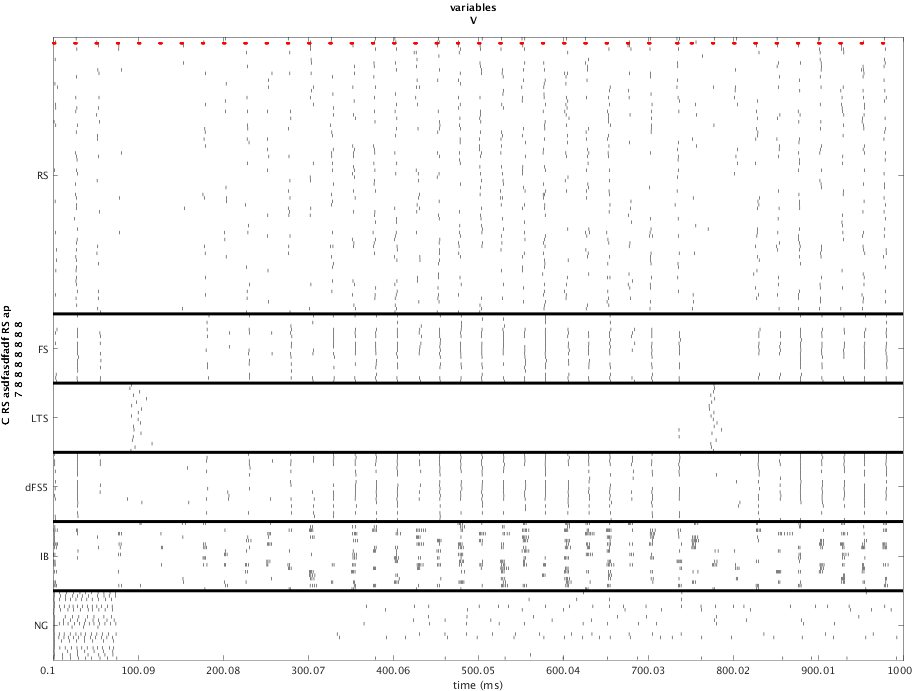 variables
V
RS
FS
LTS
dFS5
IB
NG
C RS asdfasdfadf RS ap
7 8 8 8 8 8 8 8
0.1
100.09
200.08
300.07
400.06
500.05
600.04
700.03
800.02
900.01
1000
time (ms)